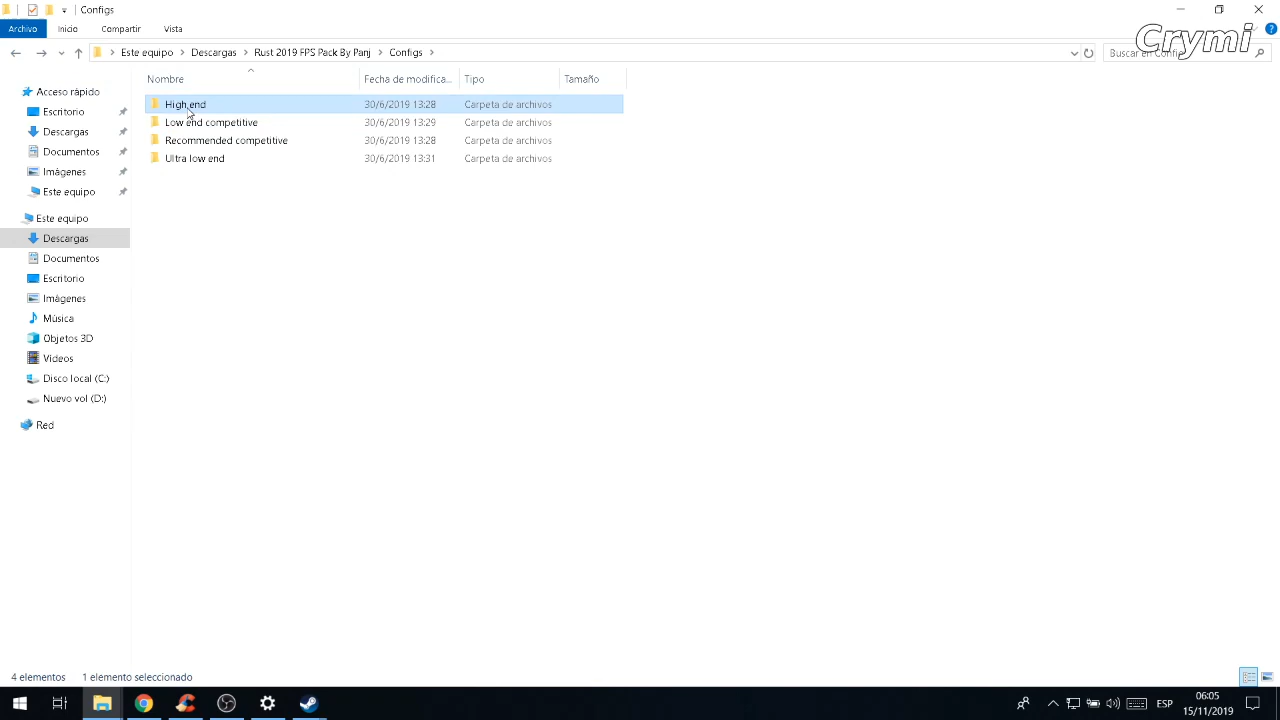 Configs
Archivo Inicio Compartir Vista
Crymi
Este equipo Descargas Rust 2019 FPS Pack By Panj Configs
Buscar en Confi
Nombre Fecha de modifica... Tipo Tamaño
Acceso rápido
Escritorio
Descargas
Documentos
Imágenes
Este equipo
Este equipo
Descargas
Documentos
Escritorio
Imágenes
Música
Objetos 3D
Videos
Disco local (C:)
Nuevo vol (D:)
Red
High end 30/6/2019 13:28 Carpeta de archivos
Low end competitive 30/6/2019 13:29 Carpeta de archivos
Recommended competitive 30/6/2019 13:28 Carpeta de archivos
Ultra low end 30/6/2019 13:31 Carpeta de archivos
4 elementos 1 elemento seleccionado
ESP
06:05
15/11/2019